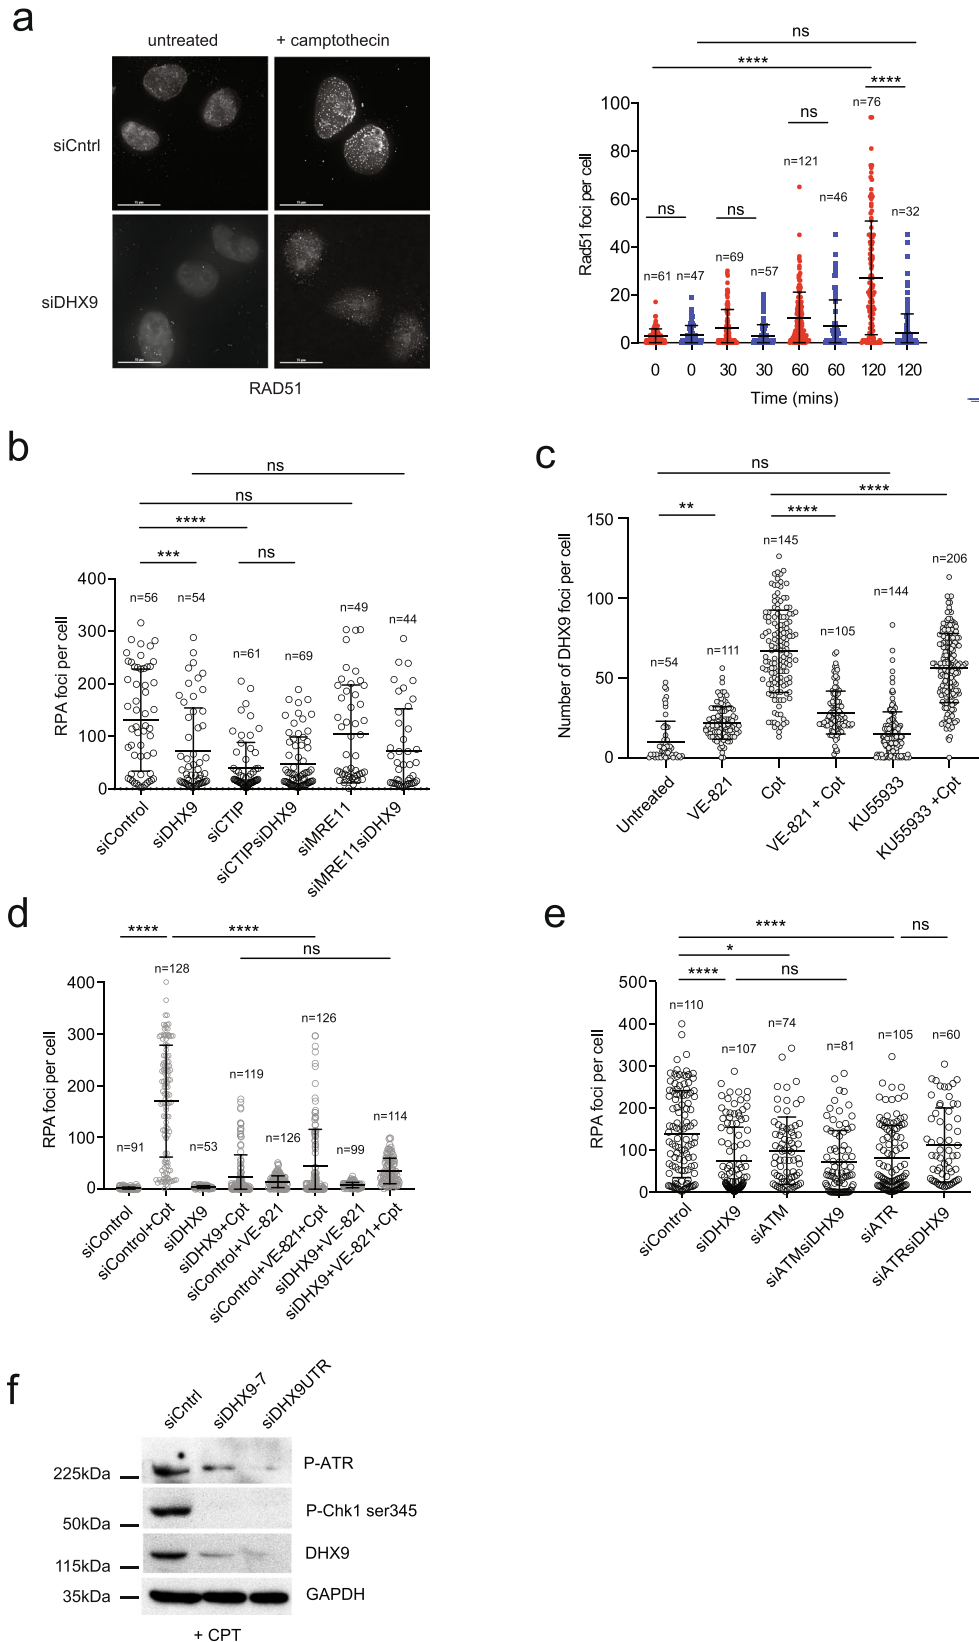 a
untreated
+ camptothecin
siCntrl
siDHX9
RAD51
ns
****
****
ns
ns
ns
n=61
n=47
n=69
n=57
n=121
n=46
n=76
n=32
Rad51 foci per cell
100
80
60
40
20
0
0 0 30 30 60 60 120 120
Time (mins)
b
ns
ns
****
*** ns
n=56
n=54
n=61
n=69
n=49
n=44
RPA foci per cell
400
300
200
100
0
siControl
siDHX9
siCTIP
siCTIPsiDHX9
siMRE11
siMRE11siDHX9
c
ns
****
** ****
n=54
n=111
n=145
n=105
n=144
n=206
Number of DHX9 foci per cell
150
100
50
0
Untreated
VE-821
Cpt
VE-821 + Cpt
KU55933
KU55933 +Cpt
d
**** ****
ns
n=91
n=128
n=53
n=119
n=126
n=126
n=99
n=114
RPA foci per cell
400
300
200
100
0
siControl
siControl+Cpt
siDHX9
siDHX9+Cpt
siControl+VE-821
siControl+VE-821+Cpt
siDHX9+VE-821
siDHX9+VE-821+Cpt
e
**** ns
*
**** ns
n=110
n=107
n=74
n=81
n=105
n=60
RPA foci per cell
500
400
300
200
100
0
siControl
siDHX9
siATM
siATMsiDHX9
siATR
siATRsiDHX9
f
siCntrl
siDHX9-7
siDHX9UTR
225kDa
P-ATR
50kDa
P-Chk1 ser345
115kDa
DHX9
35kDa
GAPDH
+ CPT